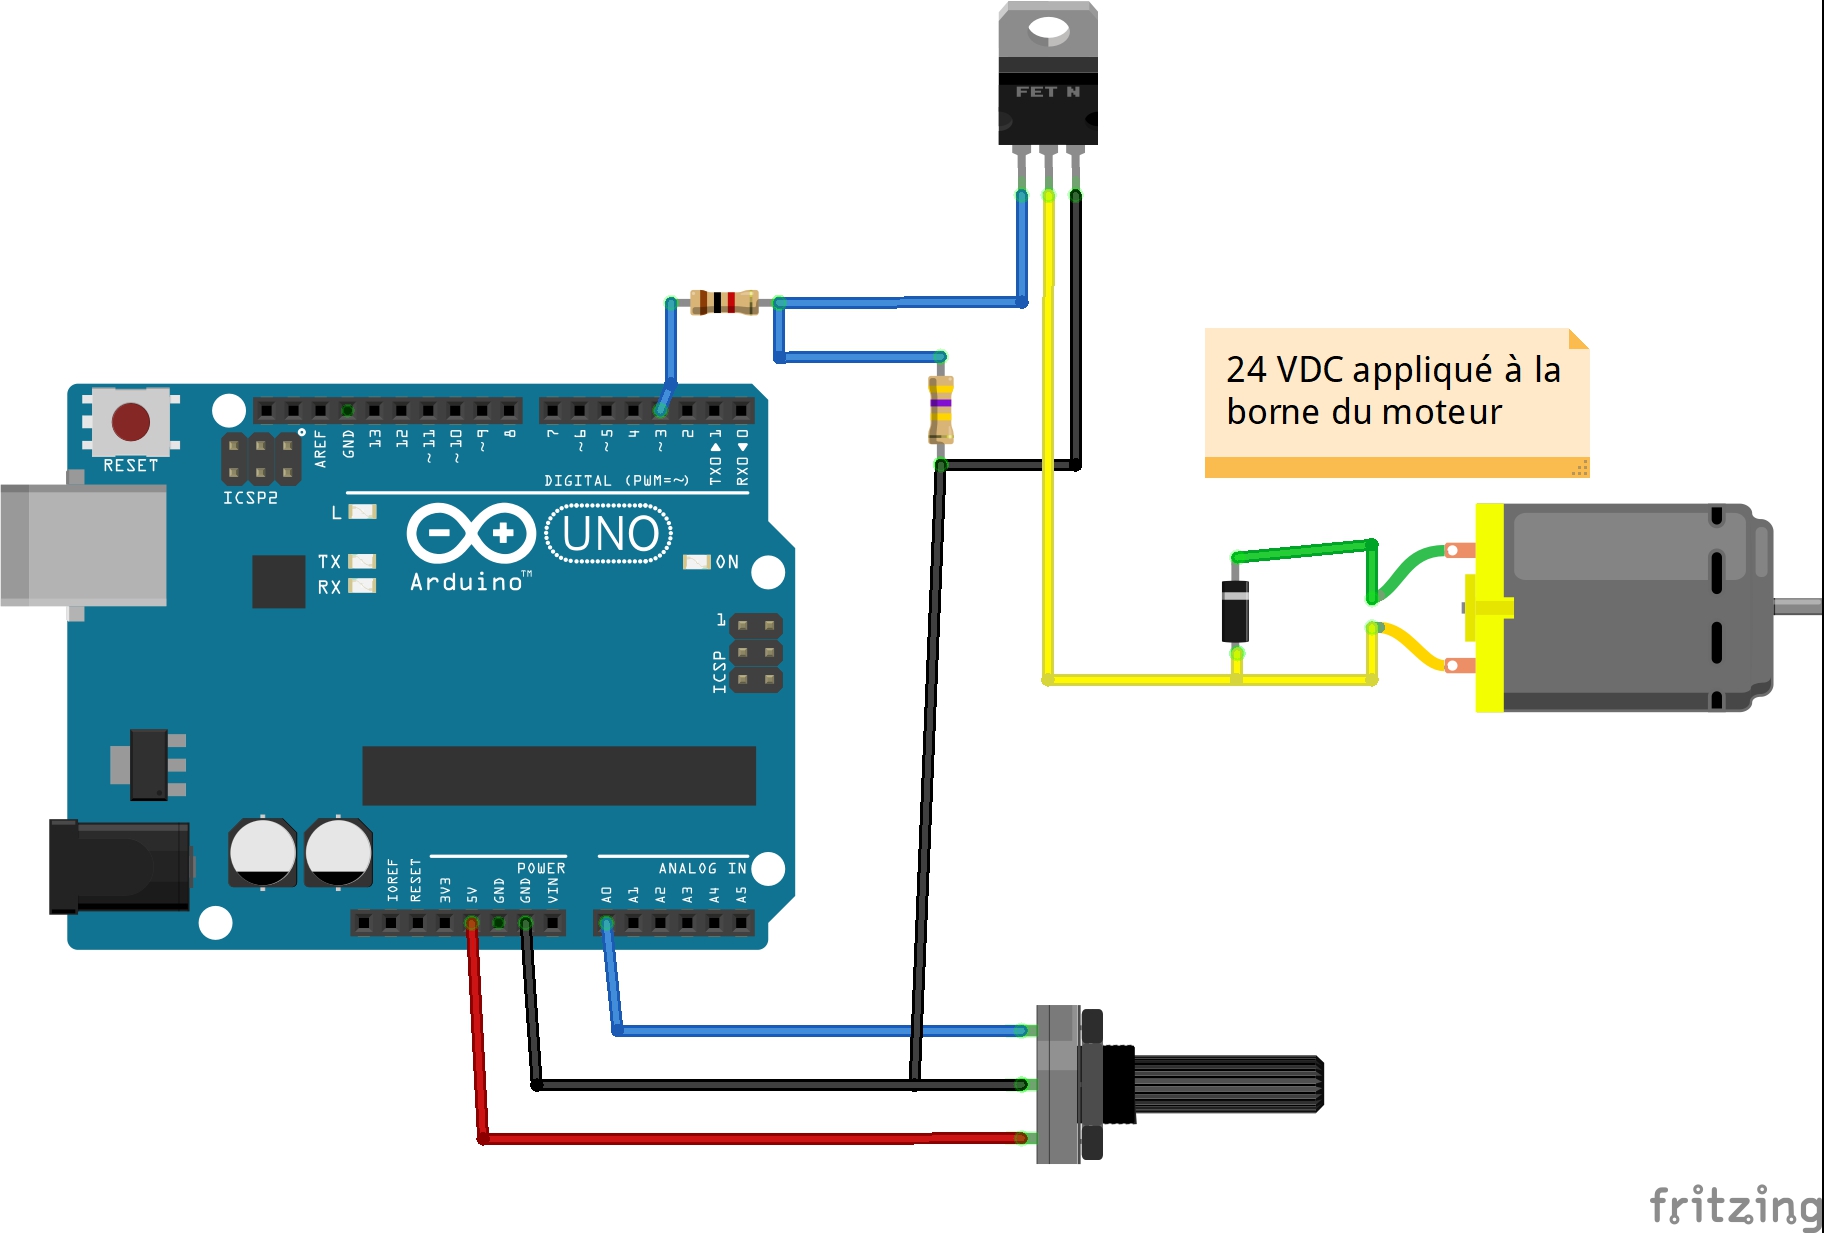 FET N
24 VDC appliqué à la
borne du moteur
RESET
ICSP2
AREF
GND
13
12
~11
~10
~9
8
7
~6
~5
4
~3
2
TX0▶1
RX0◀0
DIGITAL (PWM=~)
L
TX
RX
UNO
ON
Arduino™
1
ICSP
POWER
ANALOG IN
IOREF
RESET
3V3
5V
GND
GND
VIN
A0
A1
A2
A3
A4
A5
fritzing